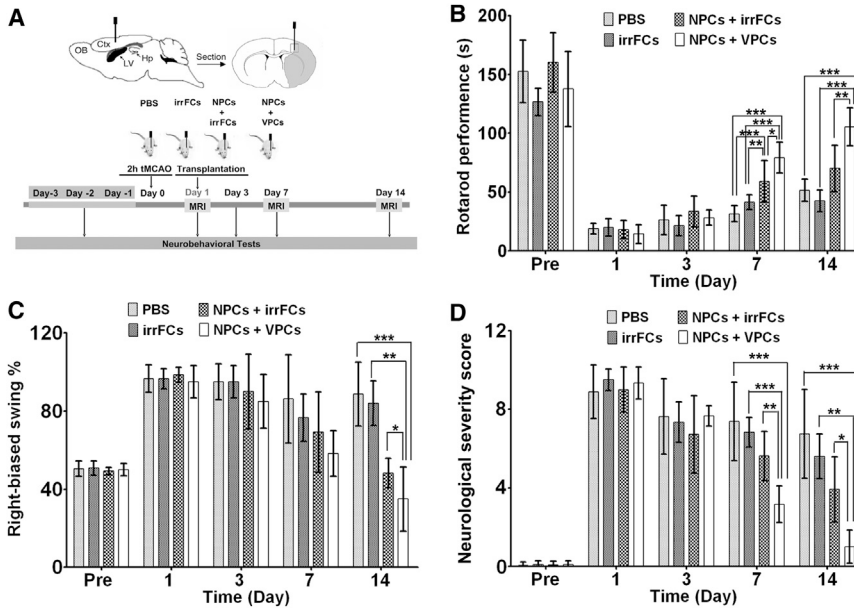 A
OB
Ctx
LV
Hp
Section
PBS irrFCs NPCs + irrFCs NPCs + VPCs
2h tMCAO Transplantation
Day-3 Day -2 Day -1 Day 0 Day 1 Day 3 Day 7 Day 14
MRI MRI MRI
Neurobehavioral Tests
B
PBS NPCs + irrFCs
irrFCs NPCs + VPCs
Rotarod performence (s)
200
150
100
50
0
*** *** *** ** *
*** *** **
Pre 1 3 7 14
Time (Day)
C
PBS NPCs + irrFCs
irrFCs NPCs + VPCs
Right-biased swing %
120
80
40
0
***
**
*
Pre 1 3 7 14
Time (Day)
D
PBS NPCs + irrFCs
irrFCs NPCs + VPCs
Neurological severity score
12
8
4
0
*** *** **
*** ** *
Pre 1 3 7 14
Time (Day)